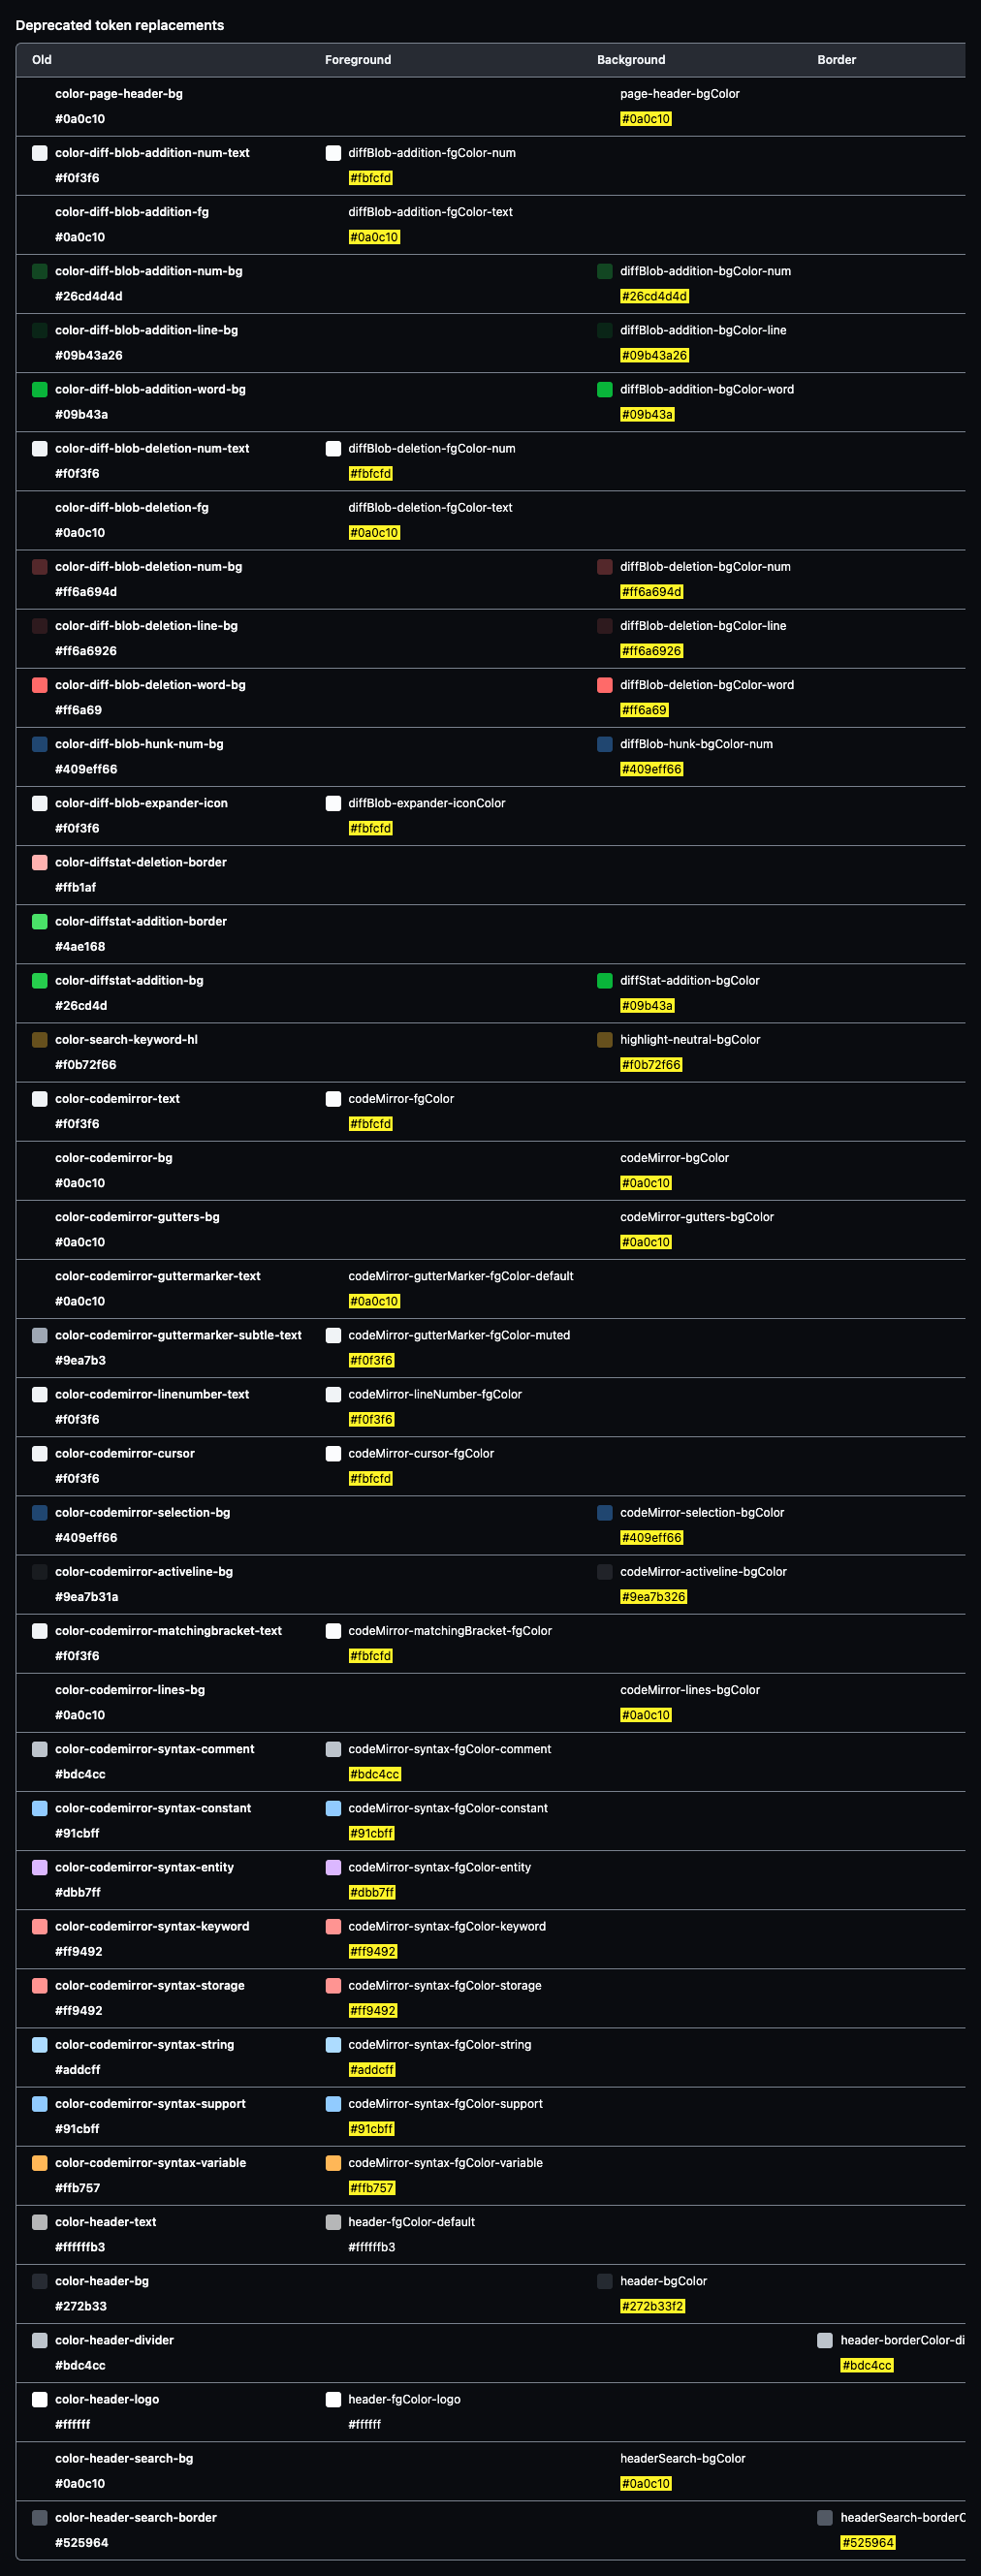 Deprecated token replacements
Old Foreground Background Border
color-page-header-bg page-header-bgColor
#0a0c10 #0a0c10
color-diff-blob-addition-num-text diffBlob-addition-fgColor-num
#f0f3f6 #fbfcfd
color-diff-blob-addition-fg diffBlob-addition-fgColor-text
#0a0c10 #0a0c10
color-diff-blob-addition-num-bg diffBlob-addition-bgColor-num
#26cd4d4d #26cd4d4d
color-diff-blob-addition-line-bg diffBlob-addition-bgColor-line
#09b43a26 #09b43a26
color-diff-blob-addition-word-bg diffBlob-addition-bgColor-word
#09b43a #09b43a
color-diff-blob-deletion-num-text diffBlob-deletion-fgColor-num
#f0f3f6 #fbfcfd
color-diff-blob-deletion-fg diffBlob-deletion-fgColor-text
#0a0c10 #0a0c10
color-diff-blob-deletion-num-bg diffBlob-deletion-bgColor-num
#ff6a694d #ff6a694d
color-diff-blob-deletion-line-bg diffBlob-deletion-bgColor-line
#ff6a6926 #ff6a6926
color-diff-blob-deletion-word-bg diffBlob-deletion-bgColor-word
#ff6a69 #ff6a69
color-diff-blob-hunk-num-bg diffBlob-hunk-bgColor-num
#409eff66 #409eff66
color-diff-blob-expander-icon diffBlob-expander-iconColor
#f0f3f6 #fbfcfd
color-diffstat-deletion-border
#ffb1af
color-diffstat-addition-border
#4ae168
color-diffstat-addition-bg diffStat-addition-bgColor
#26cd4d #09b43a
color-search-keyword-hl highlight-neutral-bgColor
#f0b72f66 #f0b72f66
color-codemirror-text codeMirror-fgColor
#f0f3f6 #fbfcfd
color-codemirror-bg codeMirror-bgColor
#0a0c10 #0a0c10
color-codemirror-gutters-bg codeMirror-gutters-bgColor
#0a0c10 #0a0c10
color-codemirror-guttermarker-text codeMirror-gutterMarker-fgColor-default
#0a0c10 #0a0c10
color-codemirror-guttermarker-subtle-text codeMirror-gutterMarker-fgColor-muted
#9ea7b3 #f0f3f6
color-codemirror-linenumber-text codeMirror-lineNumber-fgColor
#f0f3f6 #f0f3f6
color-codemirror-cursor codeMirror-cursor-fgColor
#f0f3f6 #fbfcfd
color-codemirror-selection-bg codeMirror-selection-bgColor
#409eff66 #409eff66
color-codemirror-activeline-bg codeMirror-activeline-bgColor
#9ea7b31a #9ea7b326
color-codemirror-matchingbracket-text codeMirror-matchingBracket-fgColor
#f0f3f6 #fbfcfd
color-codemirror-lines-bg codeMirror-lines-bgColor
#0a0c10 #0a0c10
color-codemirror-syntax-comment codeMirror-syntax-fgColor-comment
#bdc4cc #bdc4cc
color-codemirror-syntax-constant codeMirror-syntax-fgColor-constant
#91cbff #91cbff
color-codemirror-syntax-entity codeMirror-syntax-fgColor-entity
#dbb7ff #dbb7ff
color-codemirror-syntax-keyword codeMirror-syntax-fgColor-keyword
#ff9492 #ff9492
color-codemirror-syntax-storage codeMirror-syntax-fgColor-storage
#ff9492 #ff9492
color-codemirror-syntax-string codeMirror-syntax-fgColor-string
#addcff #addcff
color-codemirror-syntax-support codeMirror-syntax-fgColor-support
#91cbff #91cbff
color-codemirror-syntax-variable codeMirror-syntax-fgColor-variable
#ffb757 #ffb757
color-header-text header-fgColor-default
#ffffffb3 #ffffffb3
color-header-bg header-bgColor
#272b33 #272b33f2
color-header-divider header-borderColor-di
#bdc4cc #bdc4cc
color-header-logo header-fgColor-logo
#ffffff #ffffff
color-header-search-bg headerSearch-bgColor
#0a0c10 #0a0c10
color-header-search-border headerSearch-borderC
#525964 #525964